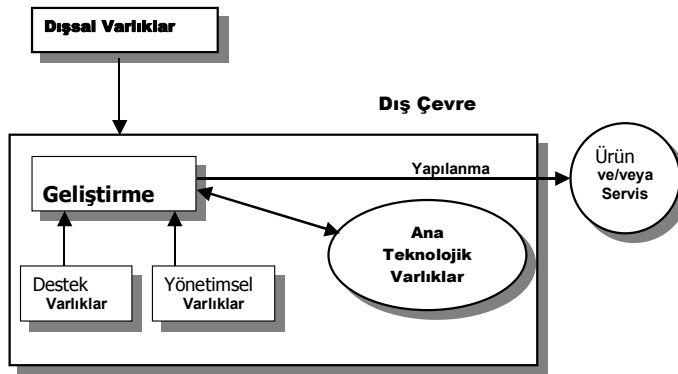 Dışsal Varlıklar
Dış Çevre
Geliştirme
Yapılanma
Ürün
ve/veya
Servis
Ana
Teknolojik
Varlıklar
Destek
Varlıklar
Yönetimsel
Varlıklar